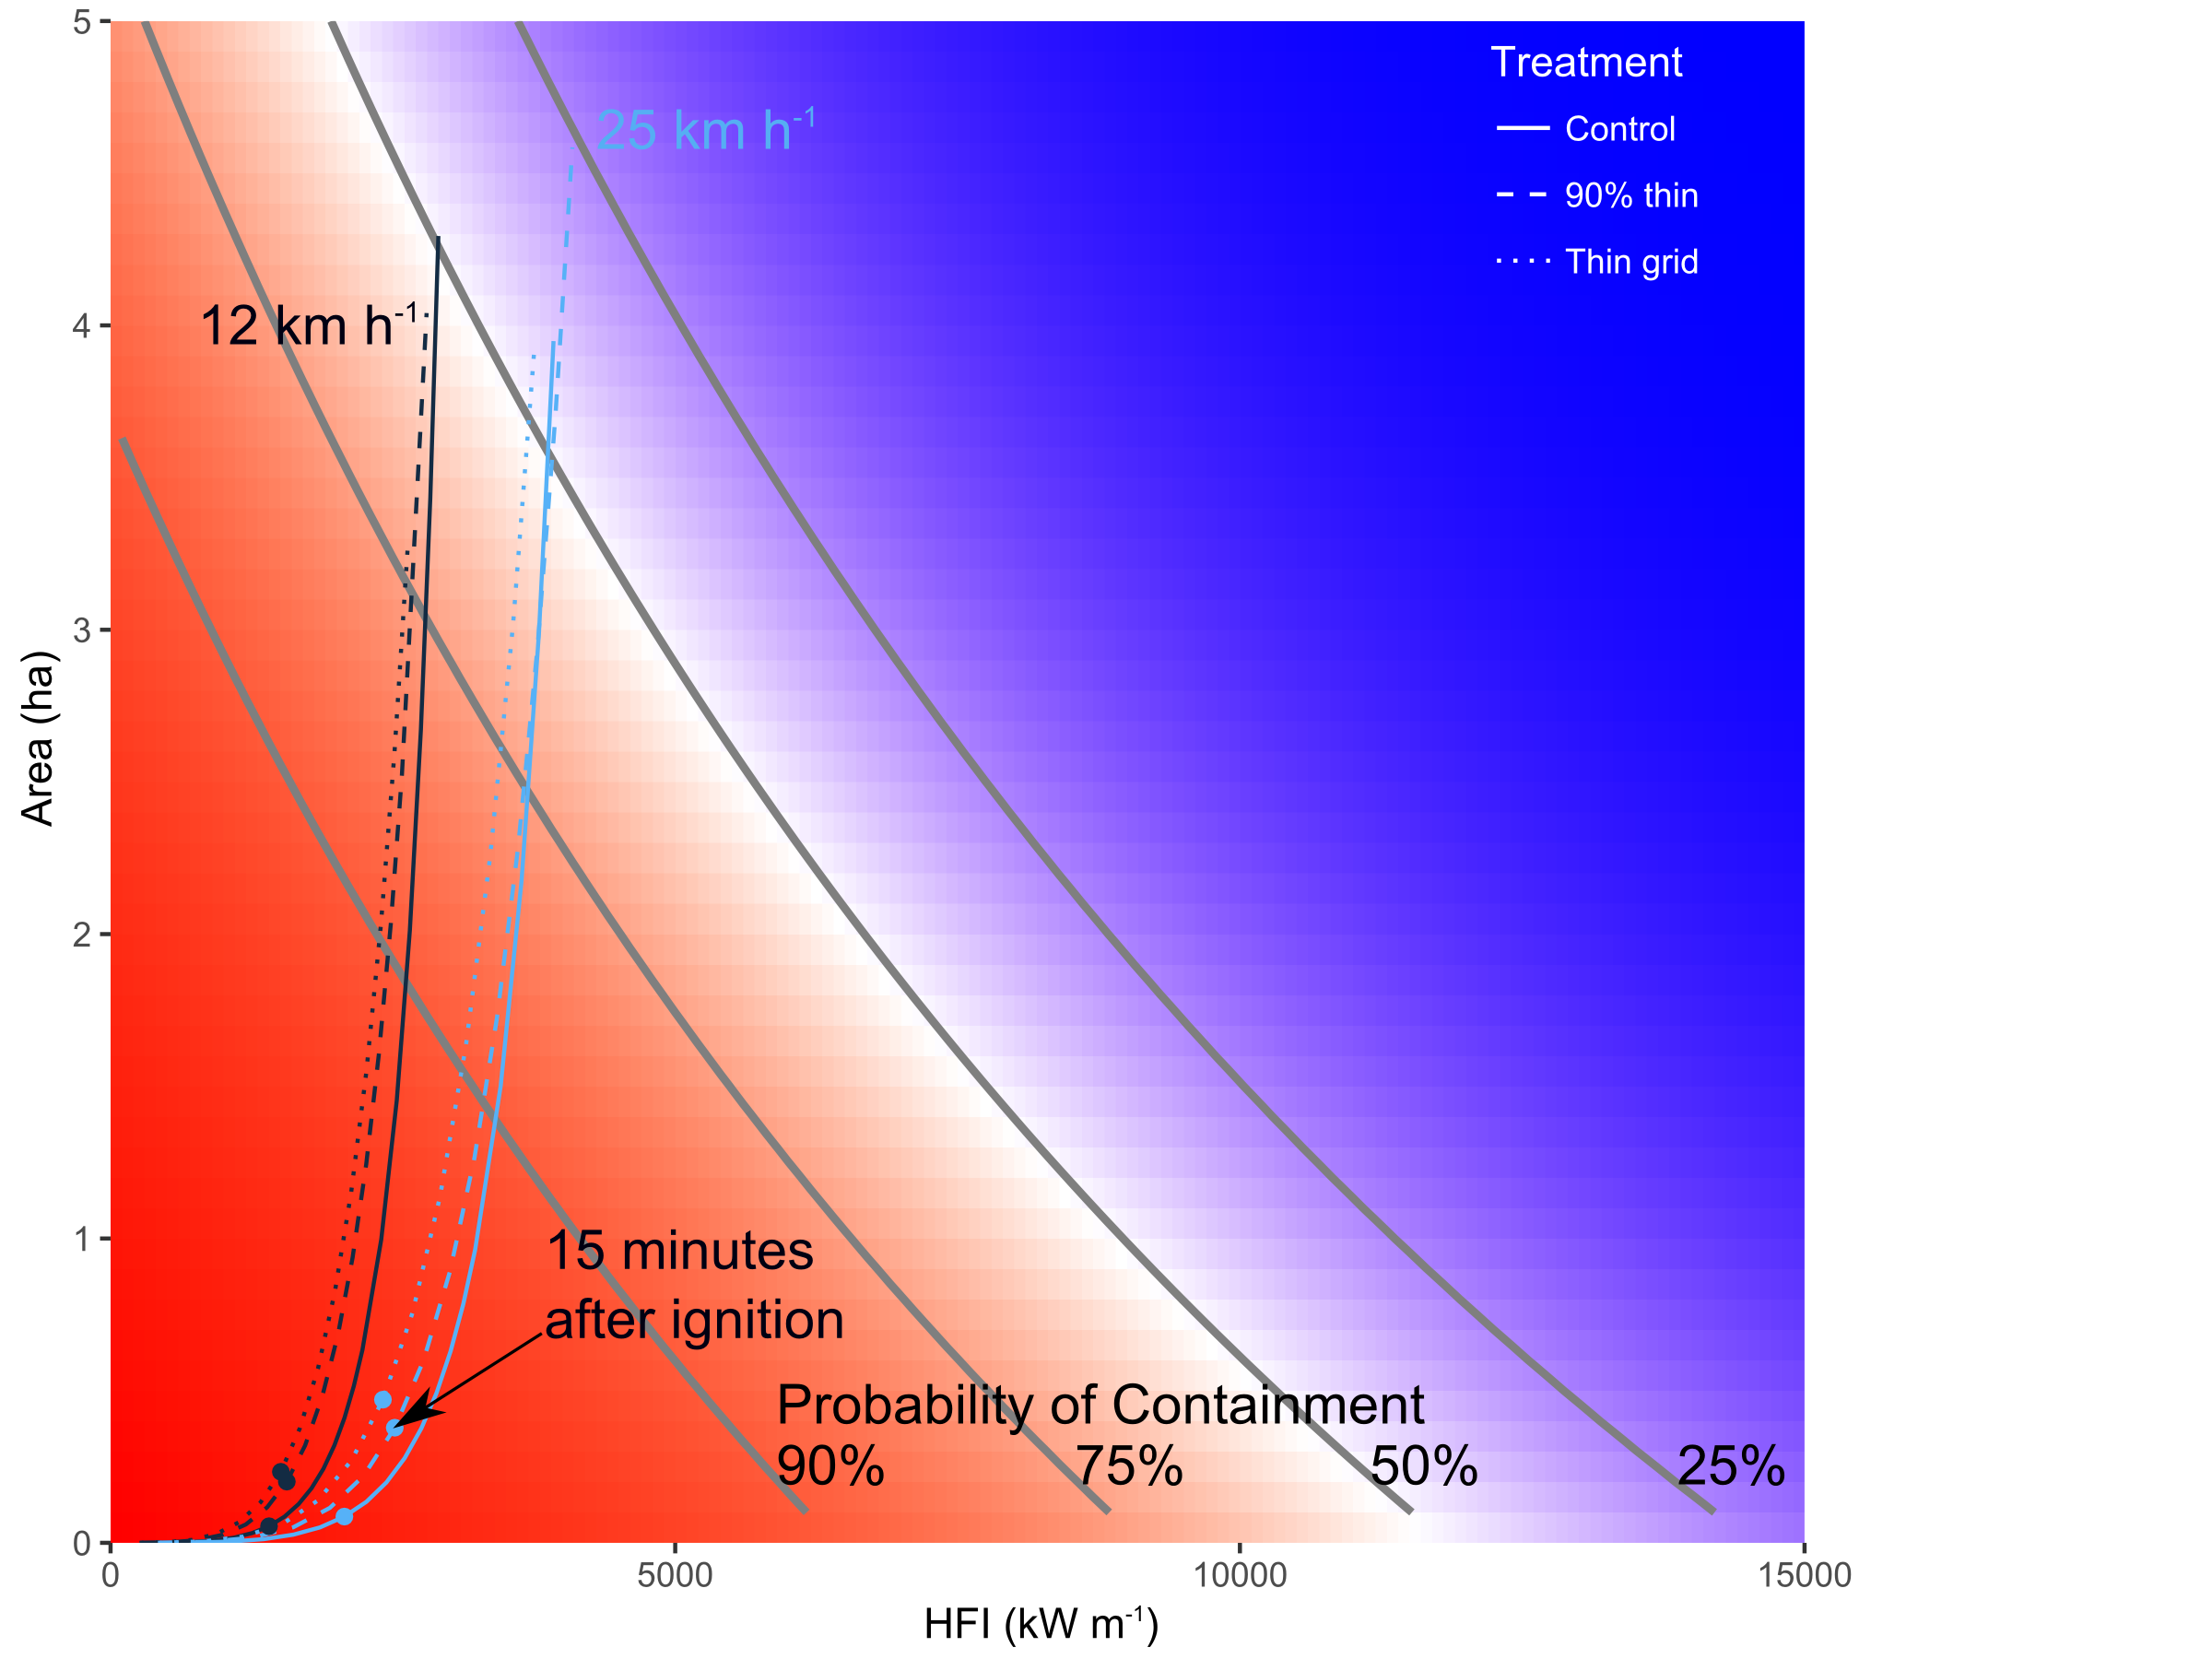 5
4
3
2
1
0
Area (ha)
25 km h⁻¹
12 km h⁻¹
Treatment
Control
90% thin
Thin grid
15 minutes
after ignition
Probability of Containment
90% 75% 50% 25%
0 5000 10000 15000
HFI (kW m⁻¹)